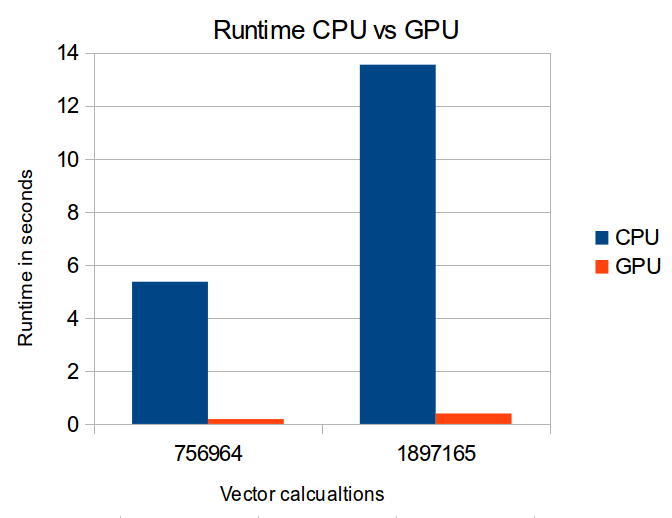 Runtime CPU vs GPU
14
12
10
8
6
4
2
0
Runtime in seconds
CPU
GPU
756964 1897165
Vector calcualtions